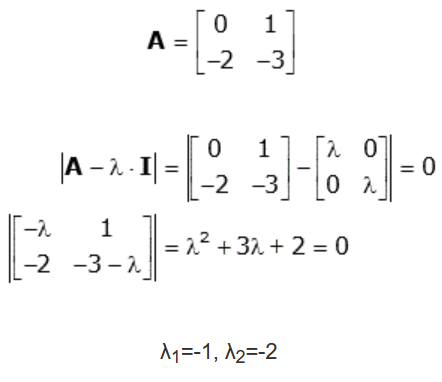 A = [0 1; −2 −3]
|A − λ · I| = |[0 1; −2 −3] − [λ 0; 0 λ]| = 0
|[−λ 1; −2 −3 − λ]| = λ² + 3λ + 2 = 0
λ₁=-1, λ₂=-2